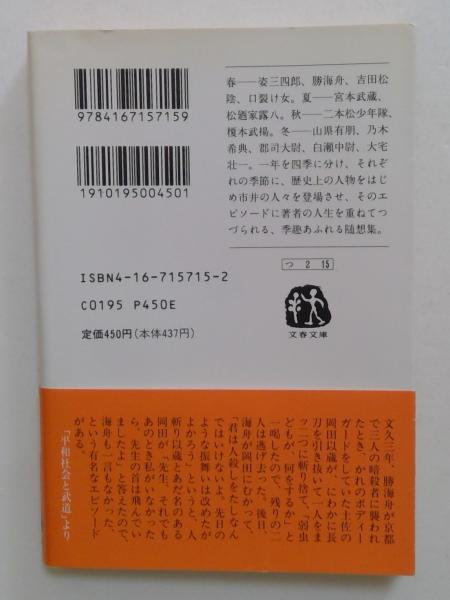 9784167157159
1910195004501
ISBN4-16-715715-2
C0195 P450E
定価450円(本体437円)
春──姿三四郎、勝海舟、吉田松
陰、口裂け女。夏──宮本武蔵、
松廼家露八。秋──二本松少年隊、
榎本武揚。冬──山県有朋、乃木
希典、郡司大尉、白瀬中尉、大宅
壮一。一年を四季に分け、それぞ
れの季節に、歴史上の人物をはじ
め市井の人々を登場させ、そのエ
ピソードに著者の人生を重ねてつ
づられる、季趣あふれる随想集。
つ 2 15
文春文庫
文久三年、勝海舟が京都
で三人の暗殺者に襲われ
たとき、かれのボディー
ガードをしていた土佐の
岡田以蔵が、にわかに長
刀を引き抜いて一人をま
ツ二つに斬り捨て「弱虫
どもが、何をするか」と
一喝したので、残りの二
人は逃げ去った。後日、
海舟が岡田にむかって、
「君は人殺しをたしなん
ではいけないよ。先日の
ような振舞いは改めたが
よかろう」というと、人
斬り以蔵とあだ名のある
岡田が「先生、それでも
あのとき私がいなかった
ら、先生の首は飛んでい
ましたよ」と答えたので、
海舟も一言もなかった、
という有名なエピソード
がある。
「平和社会と武道」より